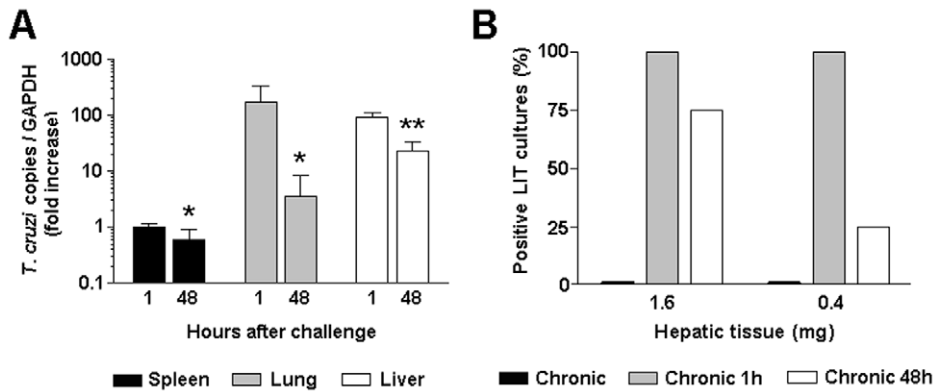 A
T. cruzi copies / GAPDH
(fold increase)
1000
100
10
1
0.1
*
*
**
1 48 1 48 1 48
Hours after challenge
Spleen Lung Liver
B
Positive LIT cultures (%)
100
75
50
25
0
1.6 0.4
Hepatic tissue (mg)
Chronic Chronic 1h Chronic 48h